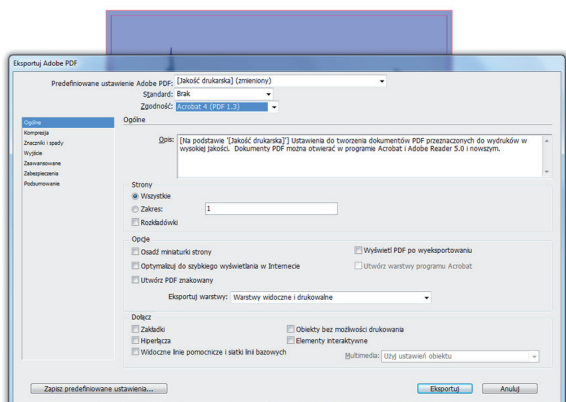 Eksportuj Adobe PDF
Predefiniowane ustawienie Adobe PDF: [Jakość drukarska] (zmieniony)
Standard: Brak
Zgodność: Acrobat 4 (PDF 1.3)
Ogólne
Kompresja
Znaczniki i spady
Wyjście
Zaawansowane
Zabezpieczenia
Podsumowanie
Ogólne
Opis: [Na podstawie '[Jakość drukarska]'] Ustawienia do tworzenia dokumentów PDF przeznaczonych do wydruków w
wysokiej jakości. Dokumenty PDF można otwierać w programie Acrobat i Adobe Reader 5.0 i nowszym.
Strony
Wszystkie
Zakres: 1
Rozkładówki
Opcje
Osadź miniaturki strony
Wyświetl PDF po wyeksportowaniu
Optymalizuj do szybkiego wyświetlania w Internecie
Utwórz warstwy programu Acrobat
Utwórz PDF znakowany
Eksportuj warstwy: Warstwy widoczne i drukowalne
Dołącz
Zakładki
Obiekty bez możliwości drukowania
Hiperłącza
Elementy interaktywne
Widoczne linie pomocnicze i siatki linii bazowych
Multimedia: Użyj ustawień obiektu
Zapisz predefiniowane ustawienia...
Eksportuj
Anuluj